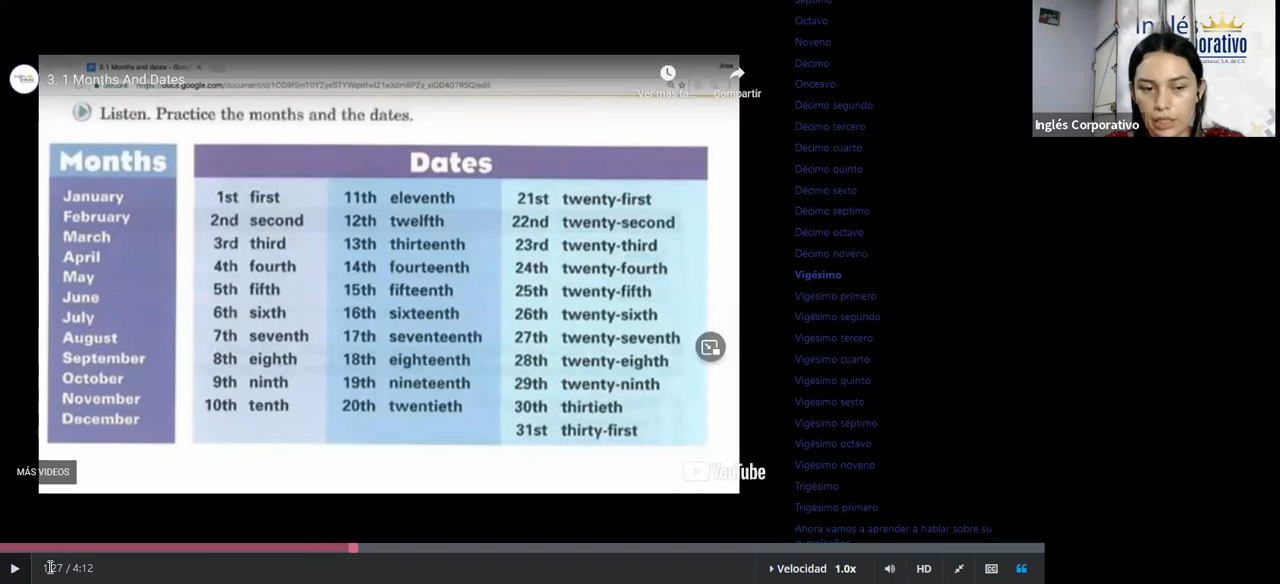 3. 1 Months And Dates
Ver más ta...
Compartir
Listen. Practice the months and the dates.
Months
January
February
March
April
May
June
July
August
September
October
November
December
Dates
1st first
2nd second
3rd third
4th fourth
5th fifth
6th sixth
7th seventh
8th eighth
9th ninth
10th tenth
11th eleventh
12th twelfth
13th thirteenth
14th fourteenth
15th fifteenth
16th sixteenth
17th seventeenth
18th eighteenth
19th nineteenth
20th twentieth
21st twenty-first
22nd twenty-second
23rd twenty-third
24th twenty-fourth
25th twenty-fifth
26th twenty-sixth
27th twenty-seventh
28th twenty-eighth
29th twenty-ninth
30th thirtieth
31st thirty-first
MÁS VIDEOS
YouTube
Octavo
Noveno
Décimo
Onceavo
Décimo segundo
Décimo tercero
Décimo cuarto
Décimo quinto
Décimo sexto
Décimo septimo
Décimo octavo
Décimo noveno
Vigésimo
Vigésimo primero
Vigésimo segundo
Vigésimo tercero
Vigésimo cuarto
Vigésimo quinto
Vigésimo sexto
Vigésimo séptimo
Vigésimo octavo
Vigésimo noveno
Trigésimo
Trigésimo primero
Ahora vamos a aprender a hablar sobre su
Inglés Corporativo
/ 4:12
Velocidad 1.0x
HD